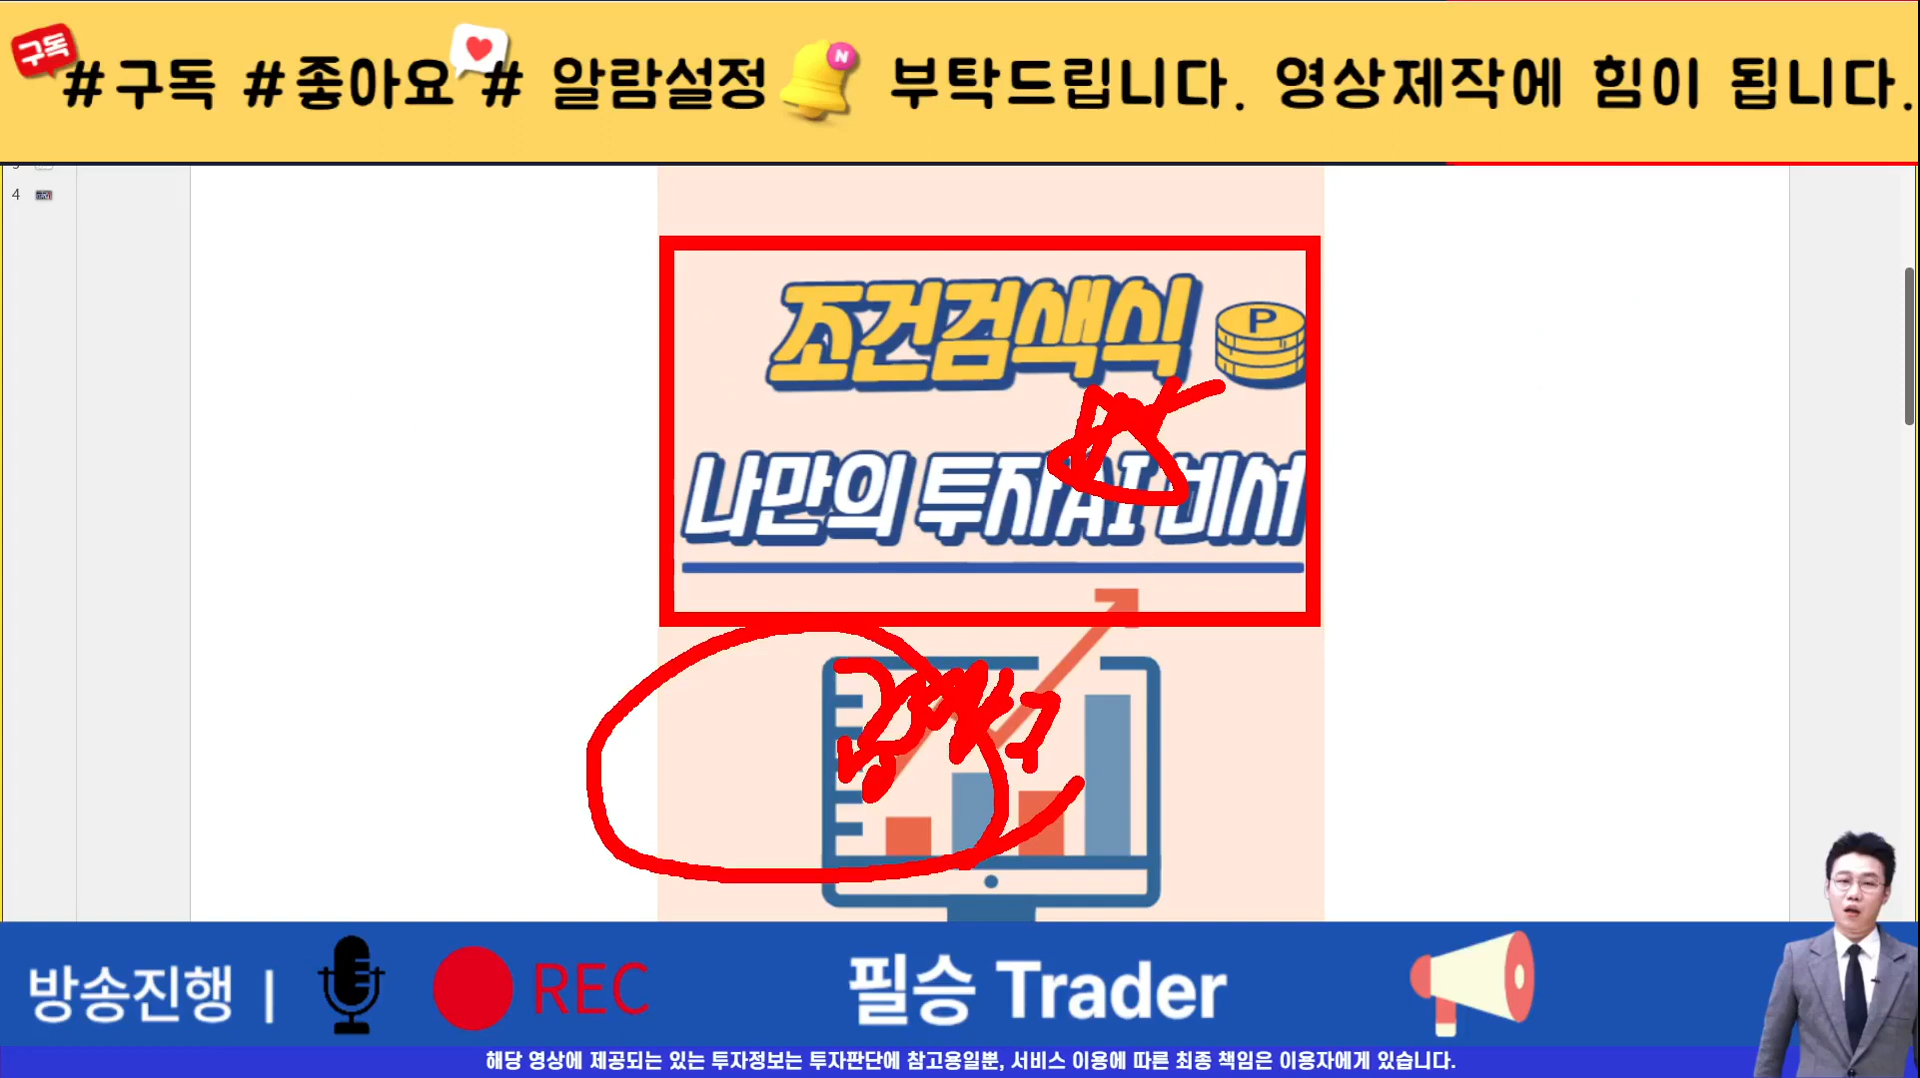 구독
#구독 #좋아요 # 알람설정 N 부탁드립니다. 영상제작에 힘이 됩니다.
4
조건검색식 P
나만의 투자AI 비서
방송진행 | REC 필승 Trader
해당 영상에 제공되는 있는 투자정보는 투자판단에 참고용일뿐, 서비스 이용에 따른 최종 책임은 이용자에게 있습니다.